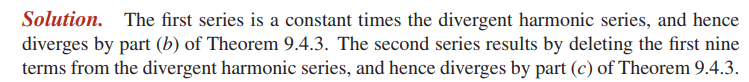 Solution. The first series is a constant times the divergent harmonic series, and hence
diverges by part (b) of Theorem 9.4.3. The second series results by deleting the first nine
terms from the divergent harmonic series, and hence diverges by part (c) of Theorem 9.4.3.